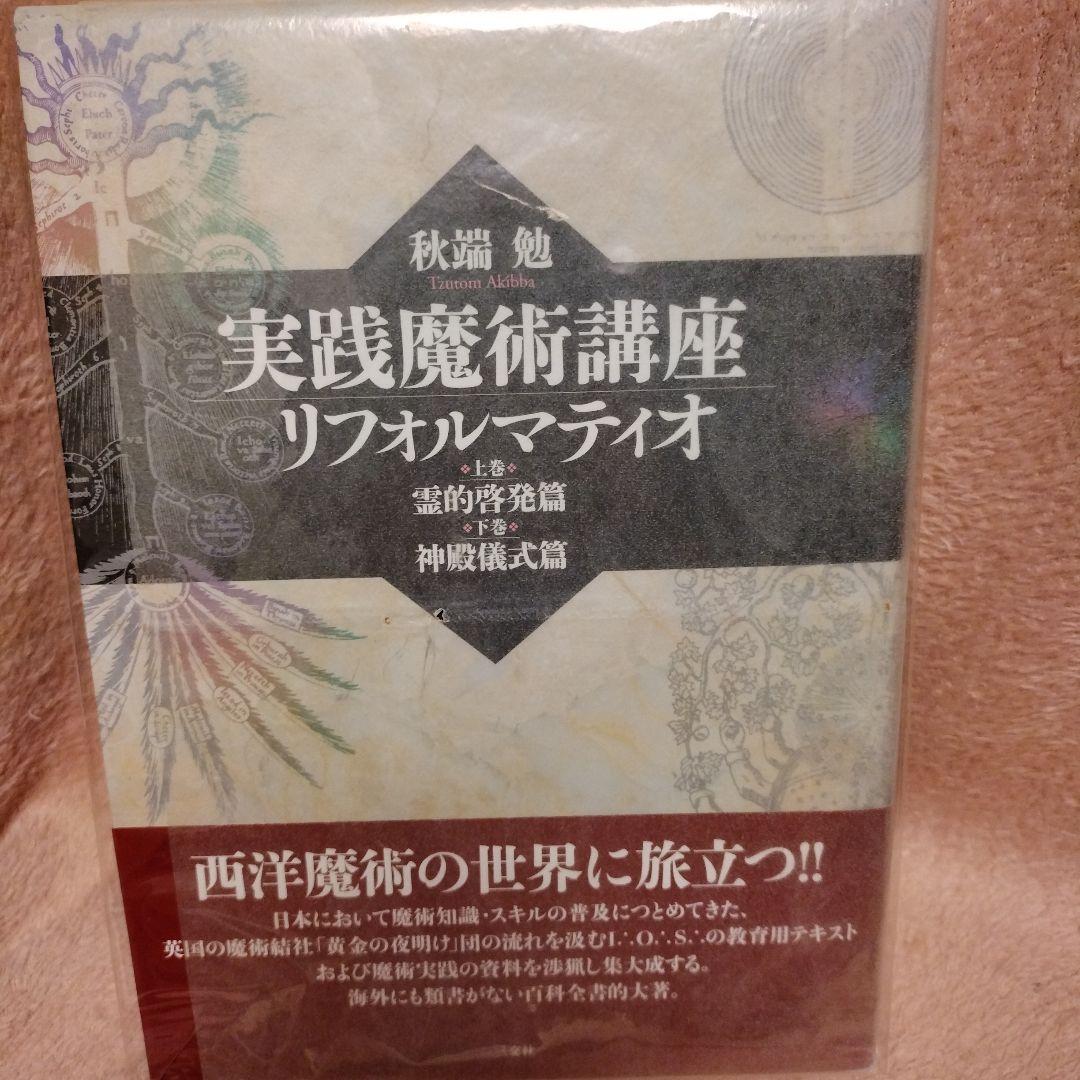 秋端 勉
Tzutom Akibba
実践魔術講座
リフォルマティオ
上巻
霊的啓発篇
下巻
神殿儀式篇
西洋魔術の世界に旅立つ!!
日本において魔術知識・スキルの普及につとめてきた、
英国の魔術結社「黄金の夜明け」団の流れを汲むI∴O∴S∴の教育用テキスト
および魔術実践の資料を渉猟し集大成する。
海外にも類書がない百科全書的大著。
三交社
Elach
Pater